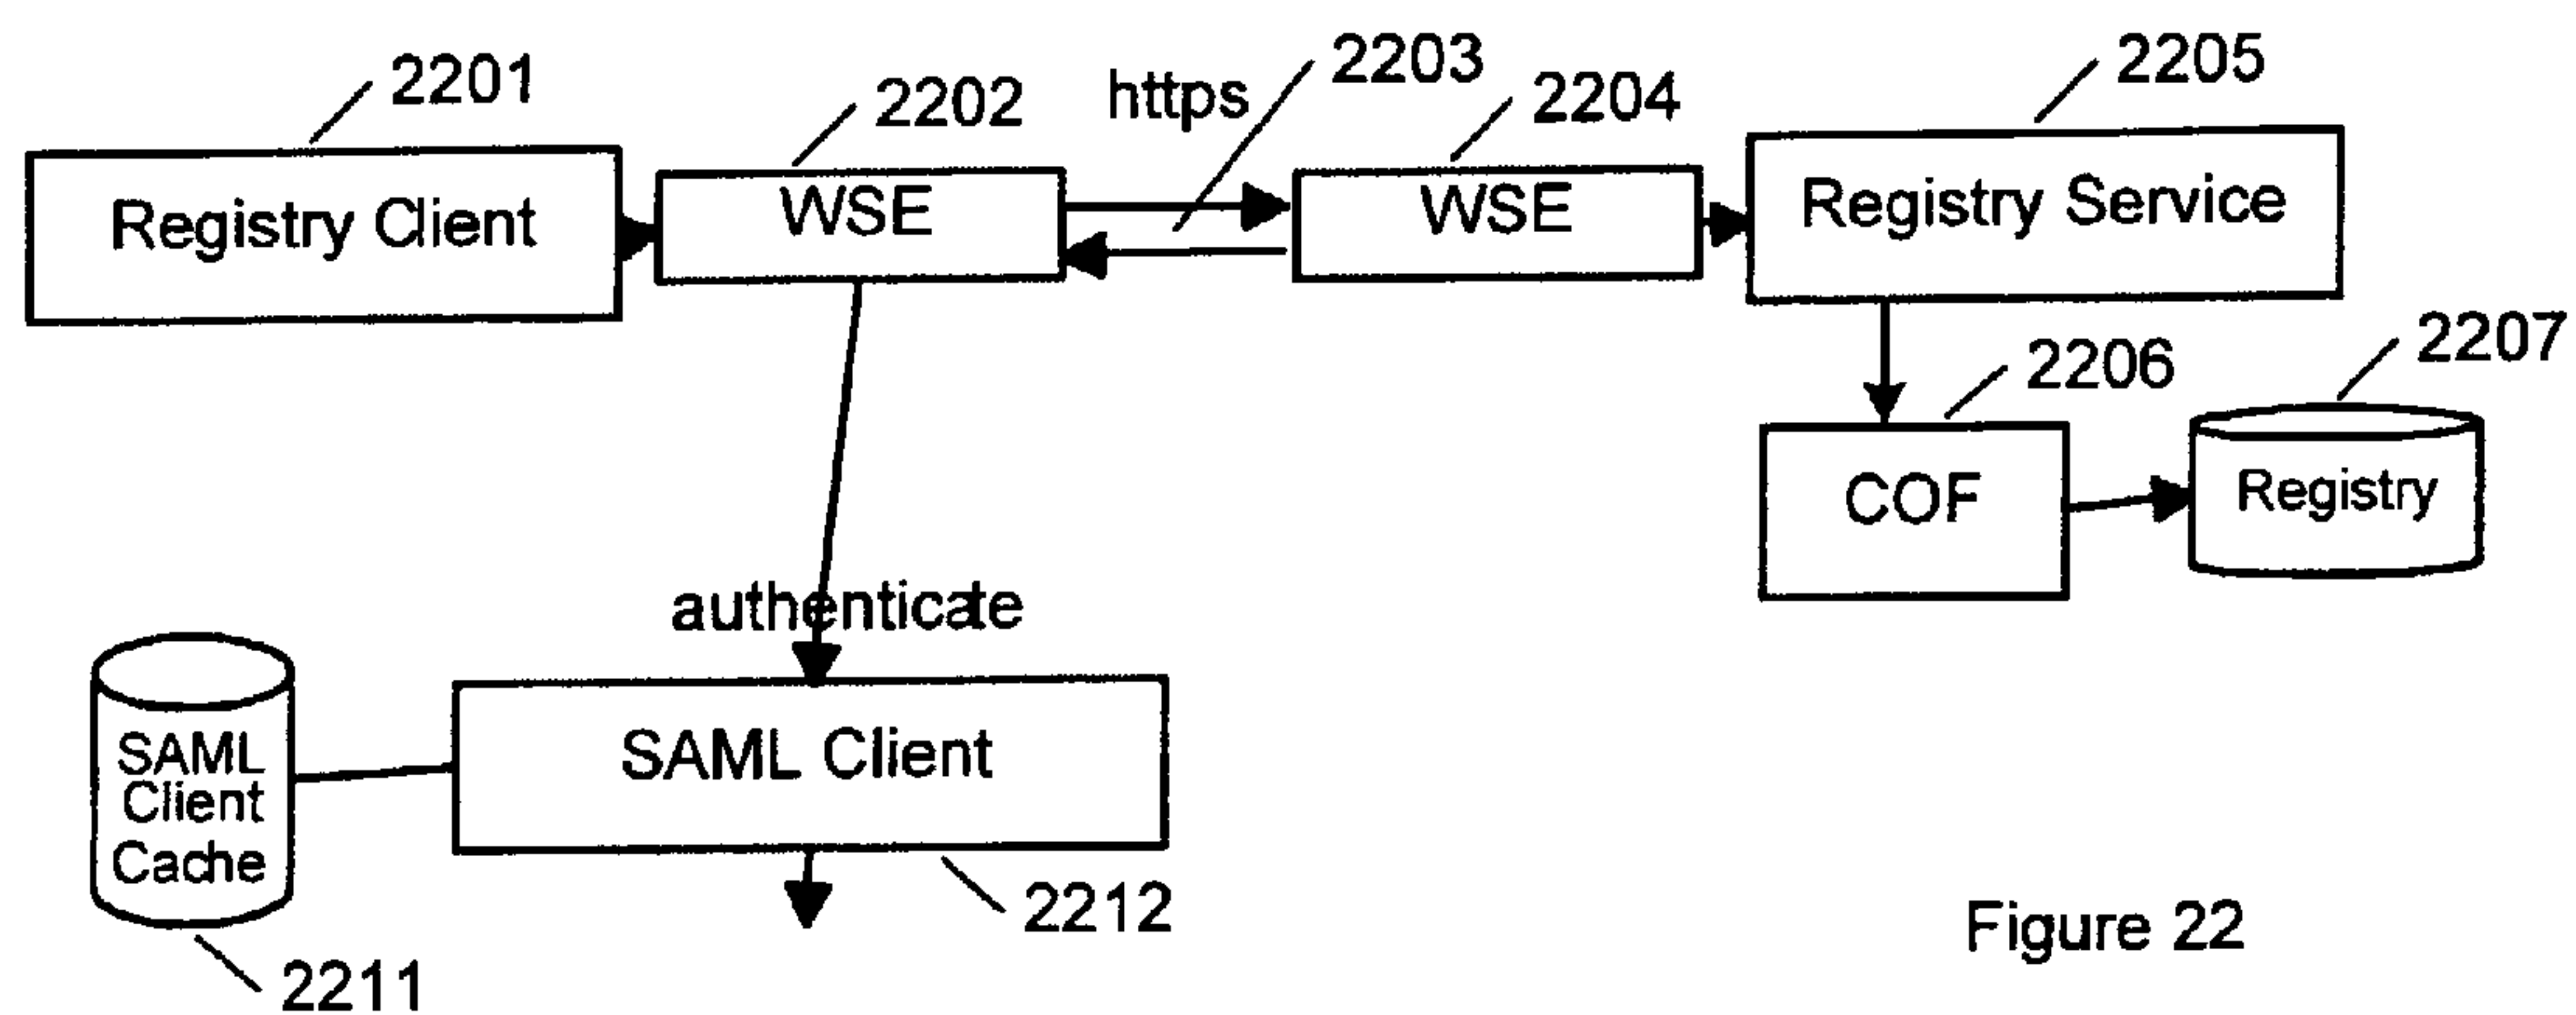 2201
2202
https
2203
2204
2205
Registry Client
WSE
WSE
Registry Service
2206
2207
COF
Registry
authenticate
SAML
Client
Cache
SAML Client
2212
2211
Figure 22